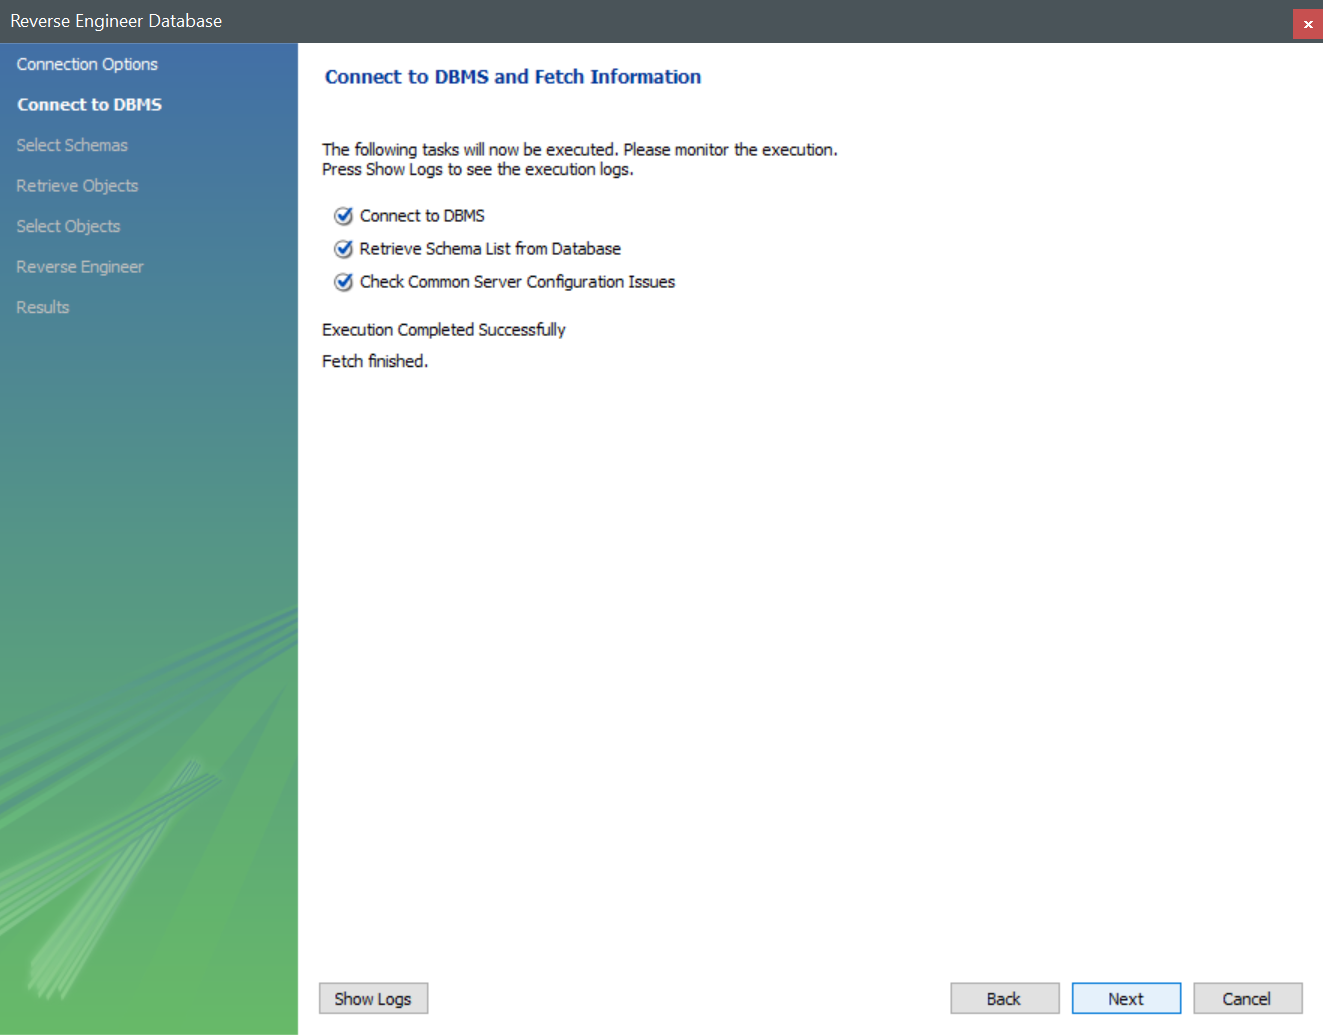 Reverse Engineer Database
Connection Options
Connect to DBMS
Select Schemas
Retrieve Objects
Select Objects
Reverse Engineer
Results
Connect to DBMS and Fetch Information
The following tasks will now be executed. Please monitor the execution.
Press Show Logs to see the execution logs.
Connect to DBMS
Retrieve Schema List from Database
Check Common Server Configuration Issues
Execution Completed Successfully
Fetch finished.
Show Logs
Back
Next
Cancel